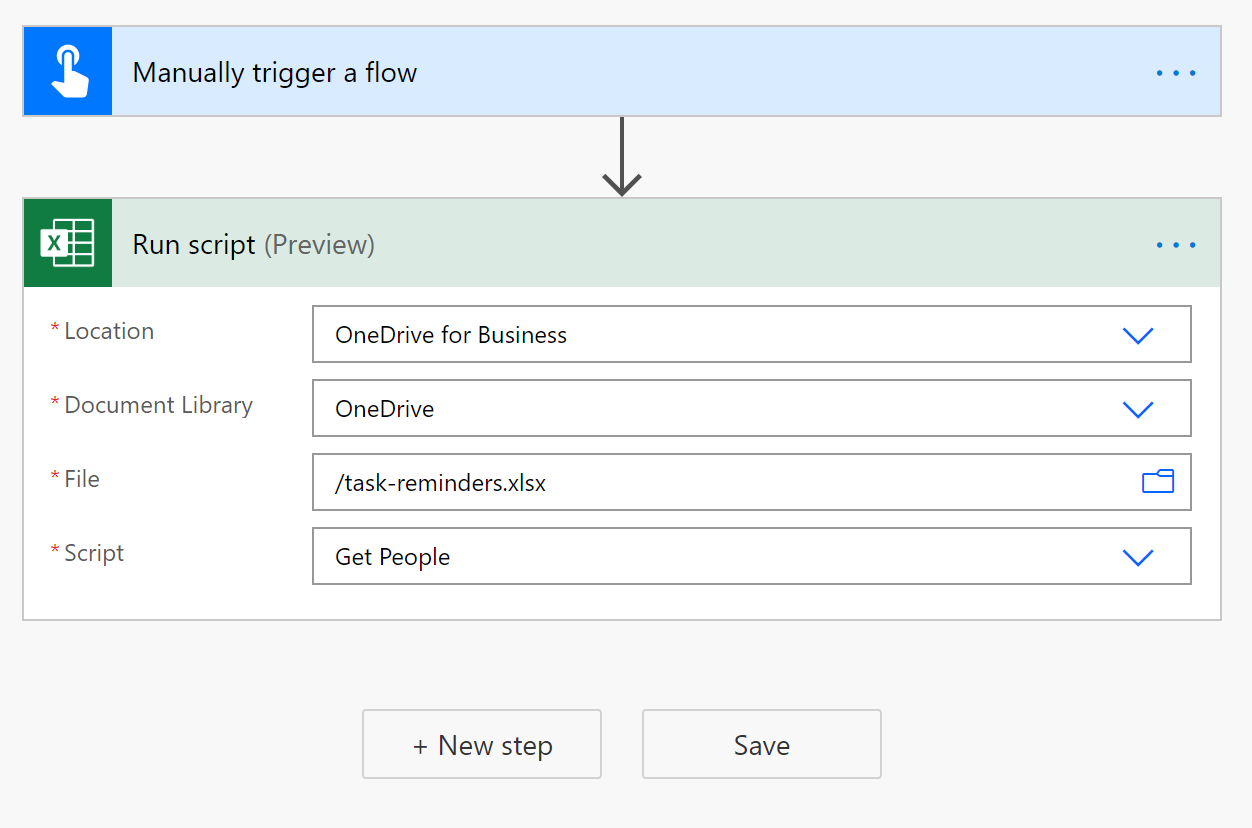 Manually trigger a flow
Run script (Preview)
* Location
OneDrive for Business
* Document Library
OneDrive
* File
/task-reminders.xlsx
* Script
Get People
+ New step
Save